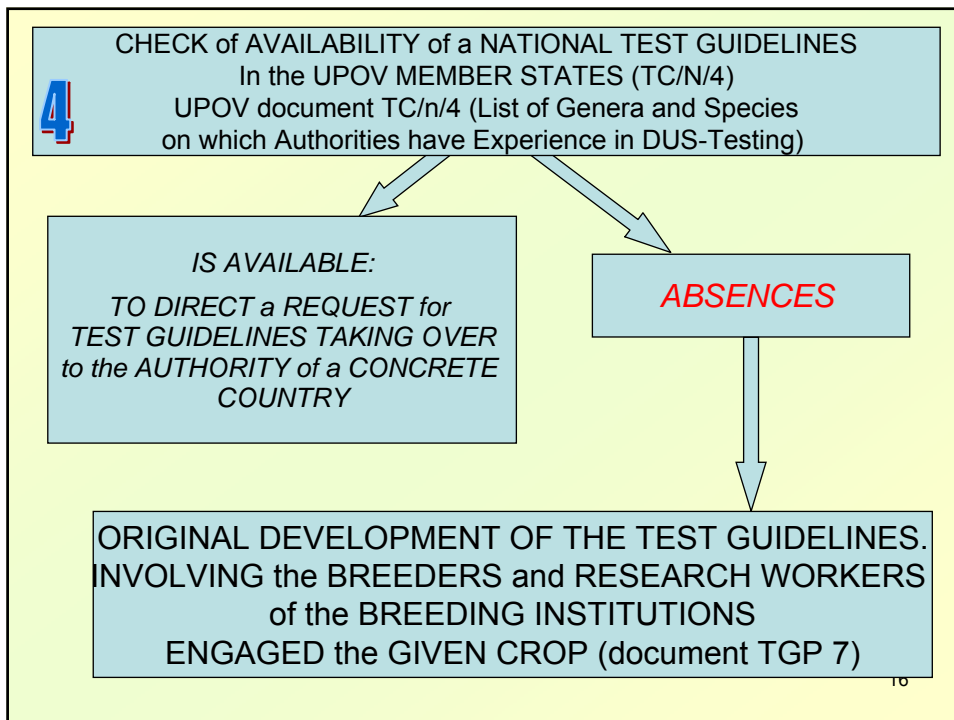 CHECK of AVAILABILITY of a NATIONAL TEST GUIDELINES
In the UPOV MEMBER STATES (TC/N/4)
4
UPOV document TC/n/4 (List of Genera and Species
on which Authorities have Experience in DUS-Testing)
IS AVAILABLE:
TO DIRECT a REQUEST for
TEST GUIDELINES TAKING OVER
to the AUTHORITY of a CONCRETE
COUNTRY
ABSENCES
ORIGINAL DEVELOPMENT OF THE TEST GUIDELINES.
INVOLVING the BREEDERS and RESEARCH WORKERS
of the BREEDING INSTITUTIONS
ENGAGED the GIVEN CROP (document TGP 7)
16